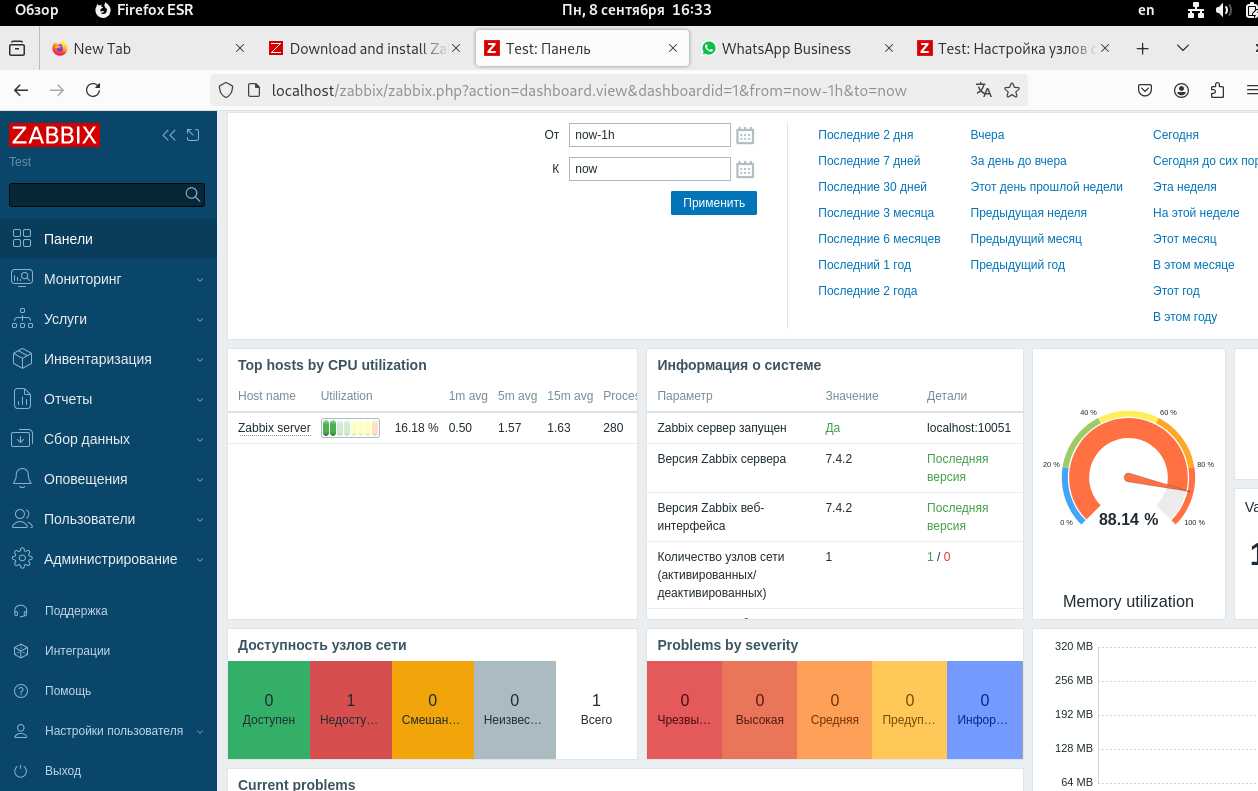 Обзор Firefox ESR Пн, 8 сентября 16:33 en
New Tab Download and install Za Test: Панель WhatsApp Business Test: Настройка узлов с
localhost/zabbix/zabbix.php?action=dashboard.view&dashboardid=1&from=now-1h&to=now
ZABBIX
Test
Панели
Мониторинг
Услуги
Инвентаризация
Отчеты
Сбор данных
Оповещения
Пользователи
Администрирование
Поддержка
Интеграции
Помощь
Настройки пользователя
Выход
От now-1h
К now
Применить
Последние 2 дня Вчера Сегодня
Последние 7 дней За день до вчера Сегодня до сих пор
Последние 30 дней Этот день прошлой недели Эта неделя
Последние 3 месяца Предыдущая неделя На этой неделе
Последние 6 месяцев Предыдущий месяц Этот месяц
Последний 1 год Предыдущий год В этом месяце
Последние 2 года Этот год
В этом году
Top hosts by CPU utilization
Host name Utilization 1m avg 5m avg 15m avg Proces
Zabbix server 16.18 % 0.50 1.57 1.63 280
Информация о системе
Параметр Значение Детали
Zabbix сервер запущен Да localhost:10051
Версия Zabbix сервера 7.4.2 Последняя
версия
Версия Zabbix веб- 7.4.2 Последняя
интерфейса версия
Количество узлов сети 1 1 / 0
(активированных/
деактивированных)
40 % 60 %
20 % 80 %
0 % 88.14 % 100 %
Memory utilization
Va
1
Доступность узлов сети
0 1 0 0 1
Доступен Недосту… Смешан… Неизвес… Всего
Problems by severity
0 0 0 0 0
Чрезвы… Высокая Средняя Предуп… Инфор…
320 MB
256 MB
192 MB
128 MB
64 MB
Current problems